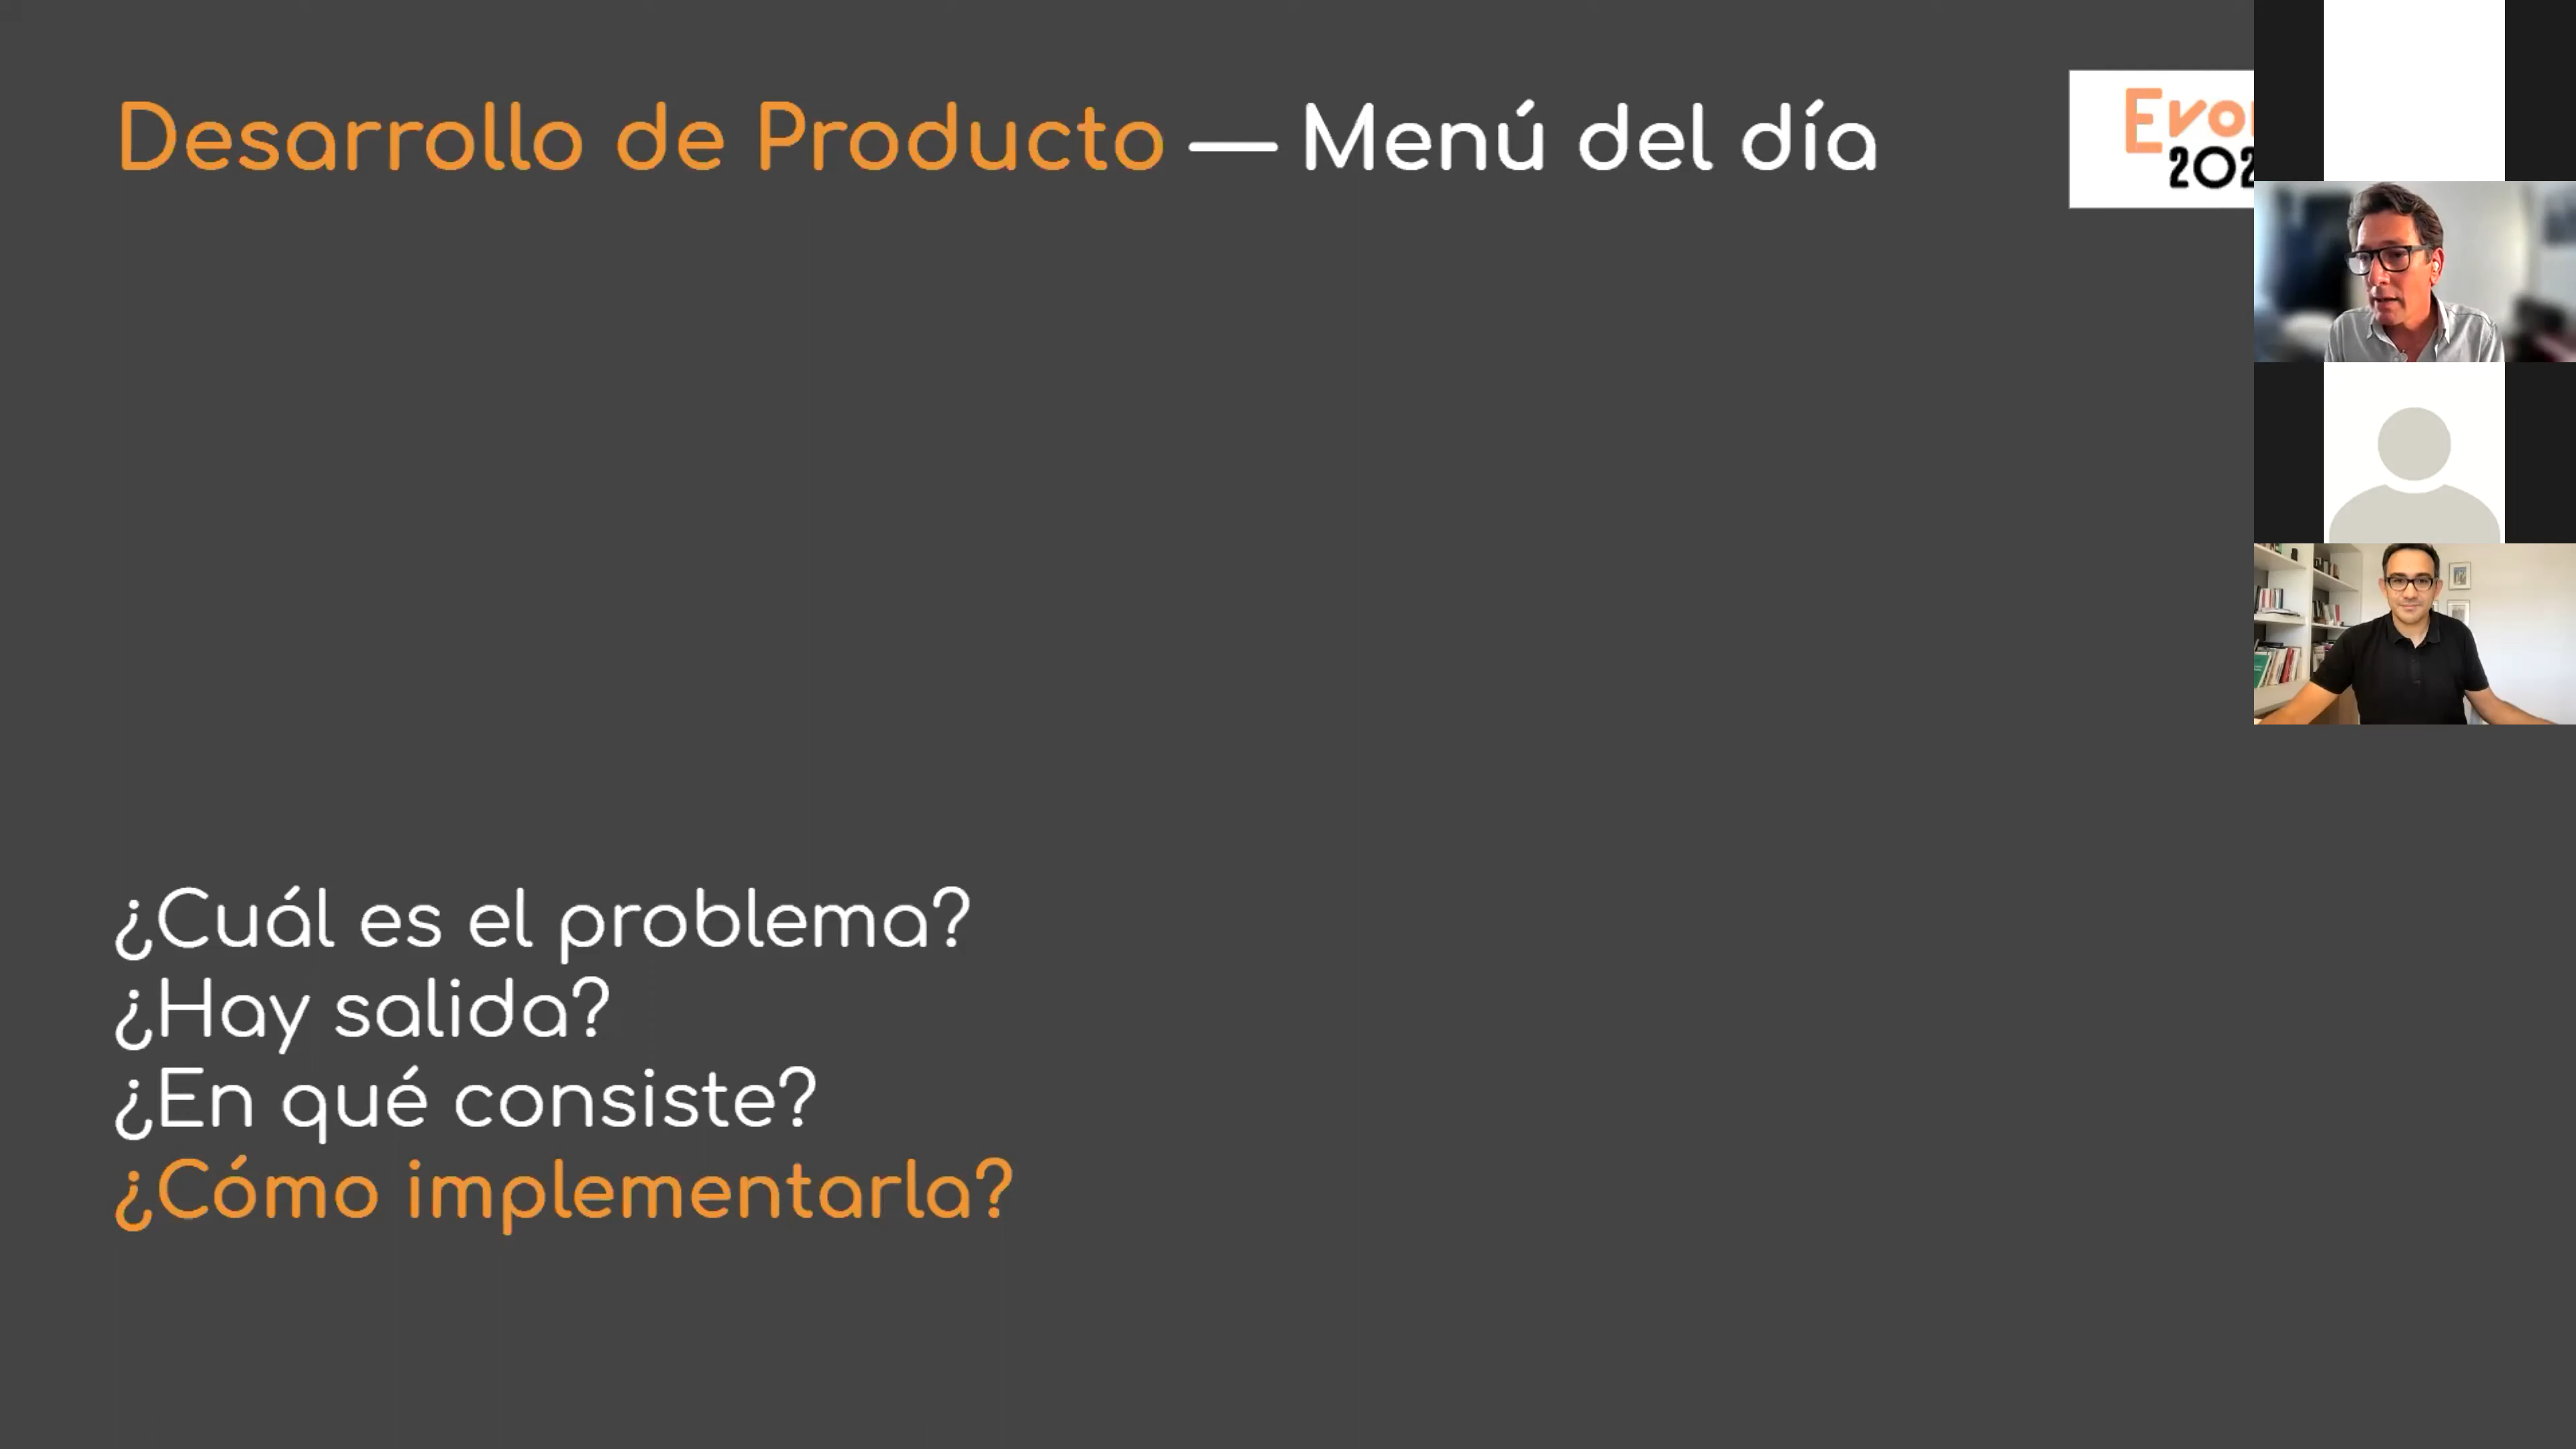 Desarrollo de Producto — Menú del día
¿Cuál es el problema?
¿Hay salida?
¿En qué consiste?
¿Cómo implementarla?